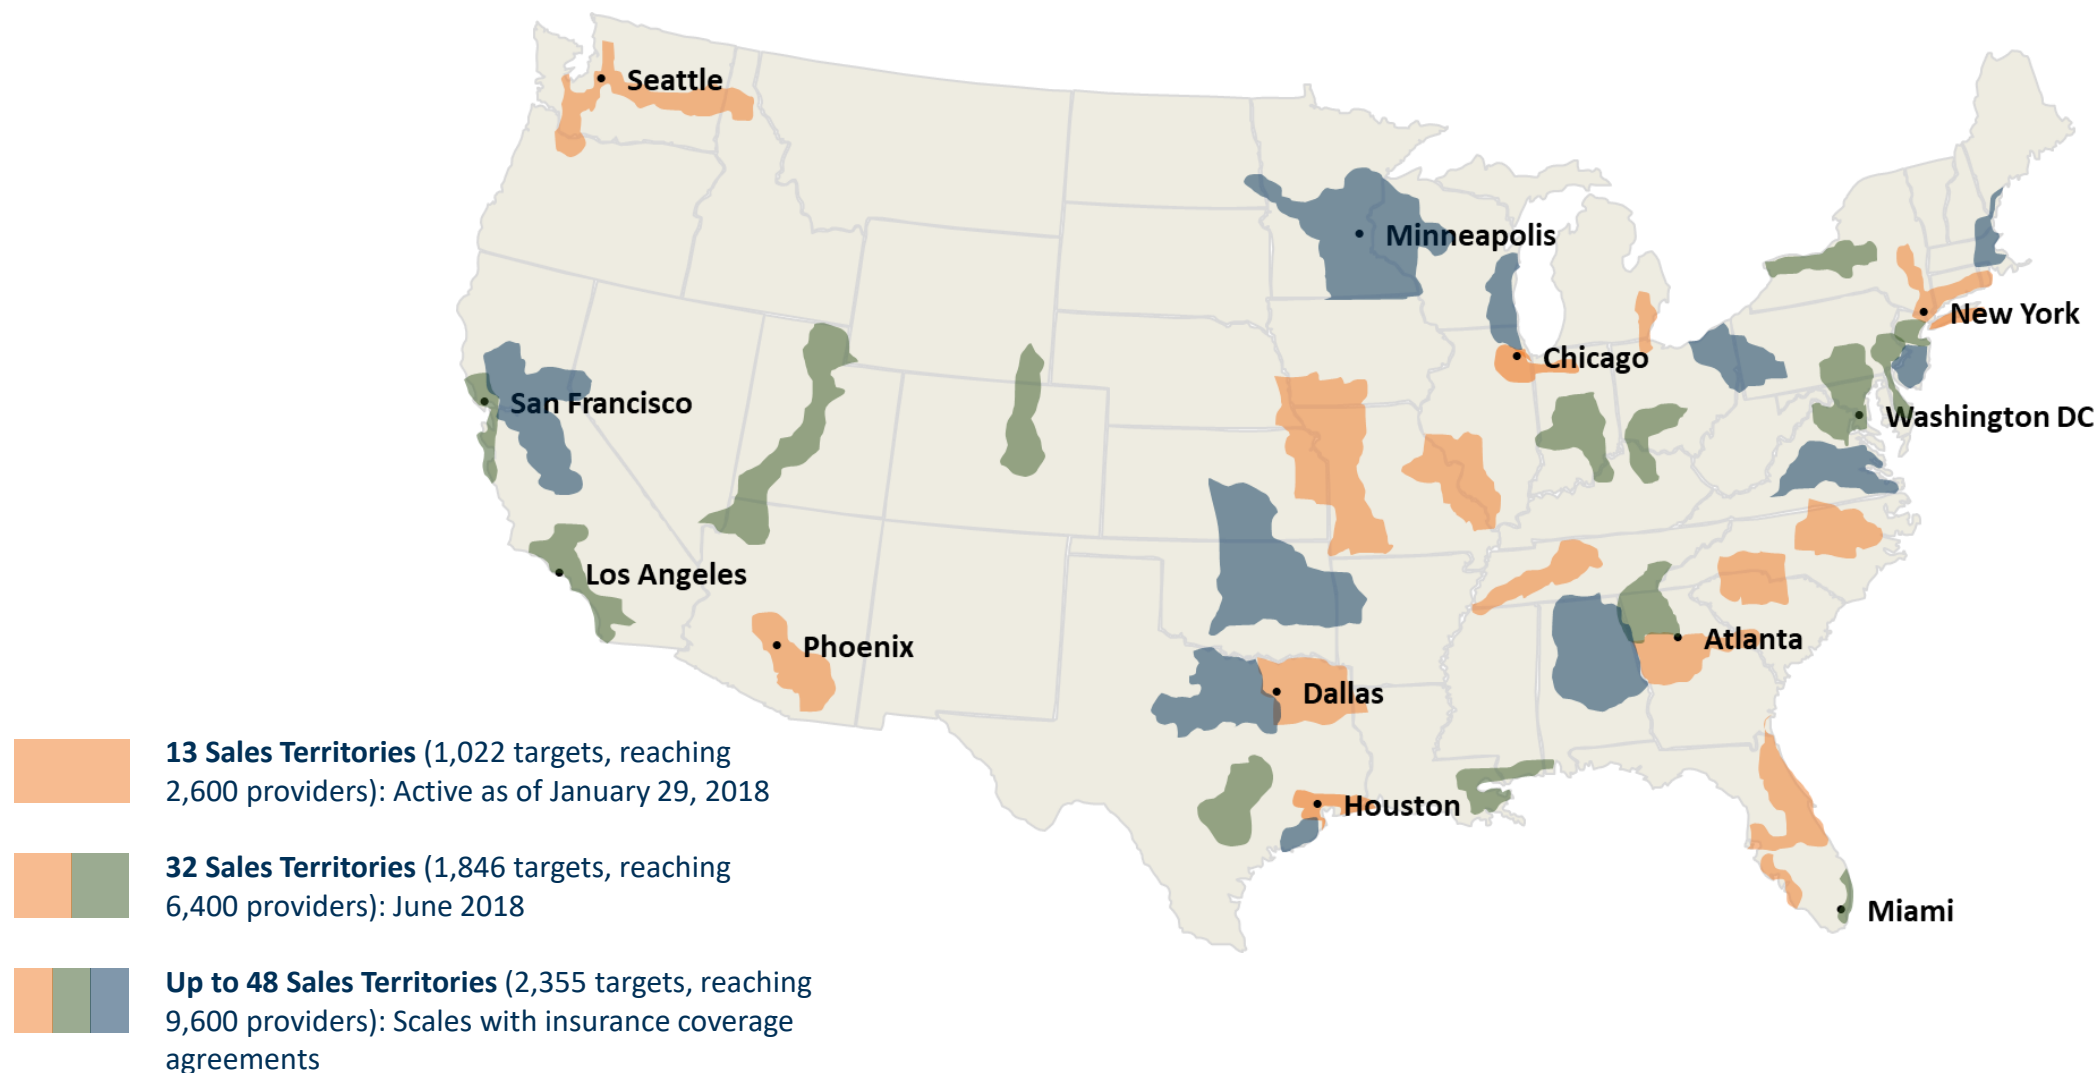 Seattle
Minneapolis
New York
Chicago
San Francisco
Washington DC
Los Angeles
Atlanta
Phoenix
Dallas
Houston
Miami
13 Sales Territories (1,022 targets, reaching
2,600 providers): Active as of January 29, 2018
32 Sales Territories (1,846 targets, reaching
6,400 providers): June 2018
Up to 48 Sales Territories (2,355 targets, reaching
9,600 providers): Scales with insurance coverage
agreements